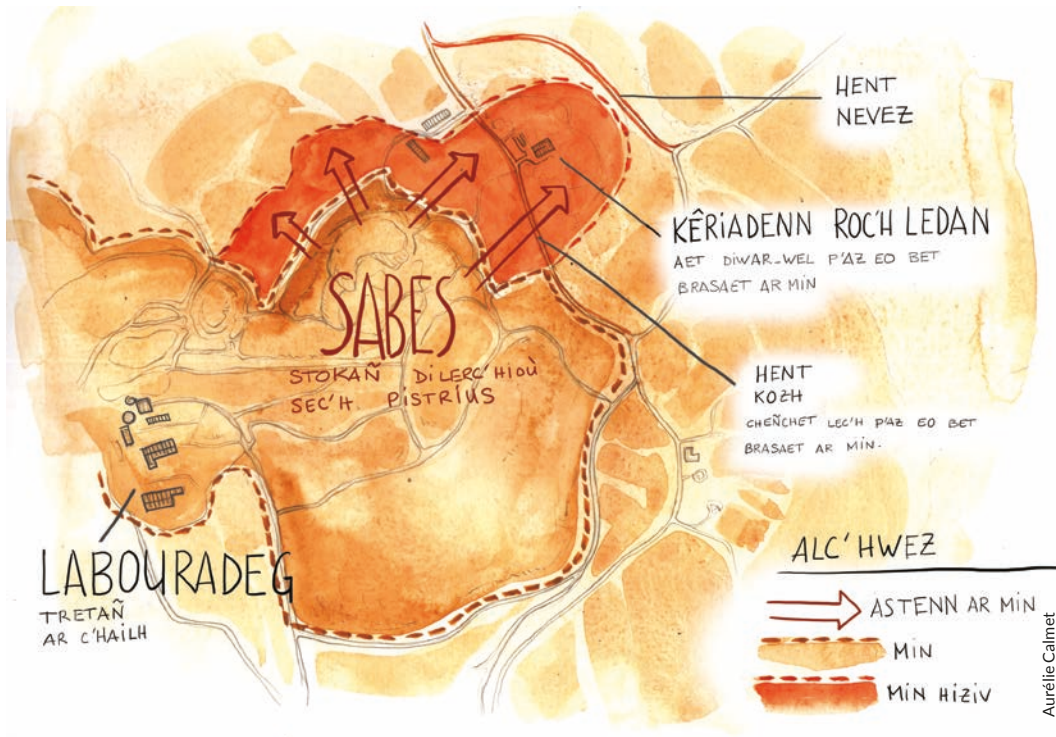 HENT
NEVEZ
KÊRIADENN ROC'H LEDAN
AET DIWAR-WEL P'AZ EO BET
BRASAET AR MIN
SABES
STOKAÑ DILERC'HIOÙ
SEC'H PISTRIUS
HENT
KOZH
CHEÑCHET LEC'H P'AZ EO BET
BRASAET AR MIN.
LABOURADEG
TRETAÑ
AR C'HAILH
ALC'HWEZ
ASTENN AR MIN
MIN
MIN HIZIV
Aurélie Calmet